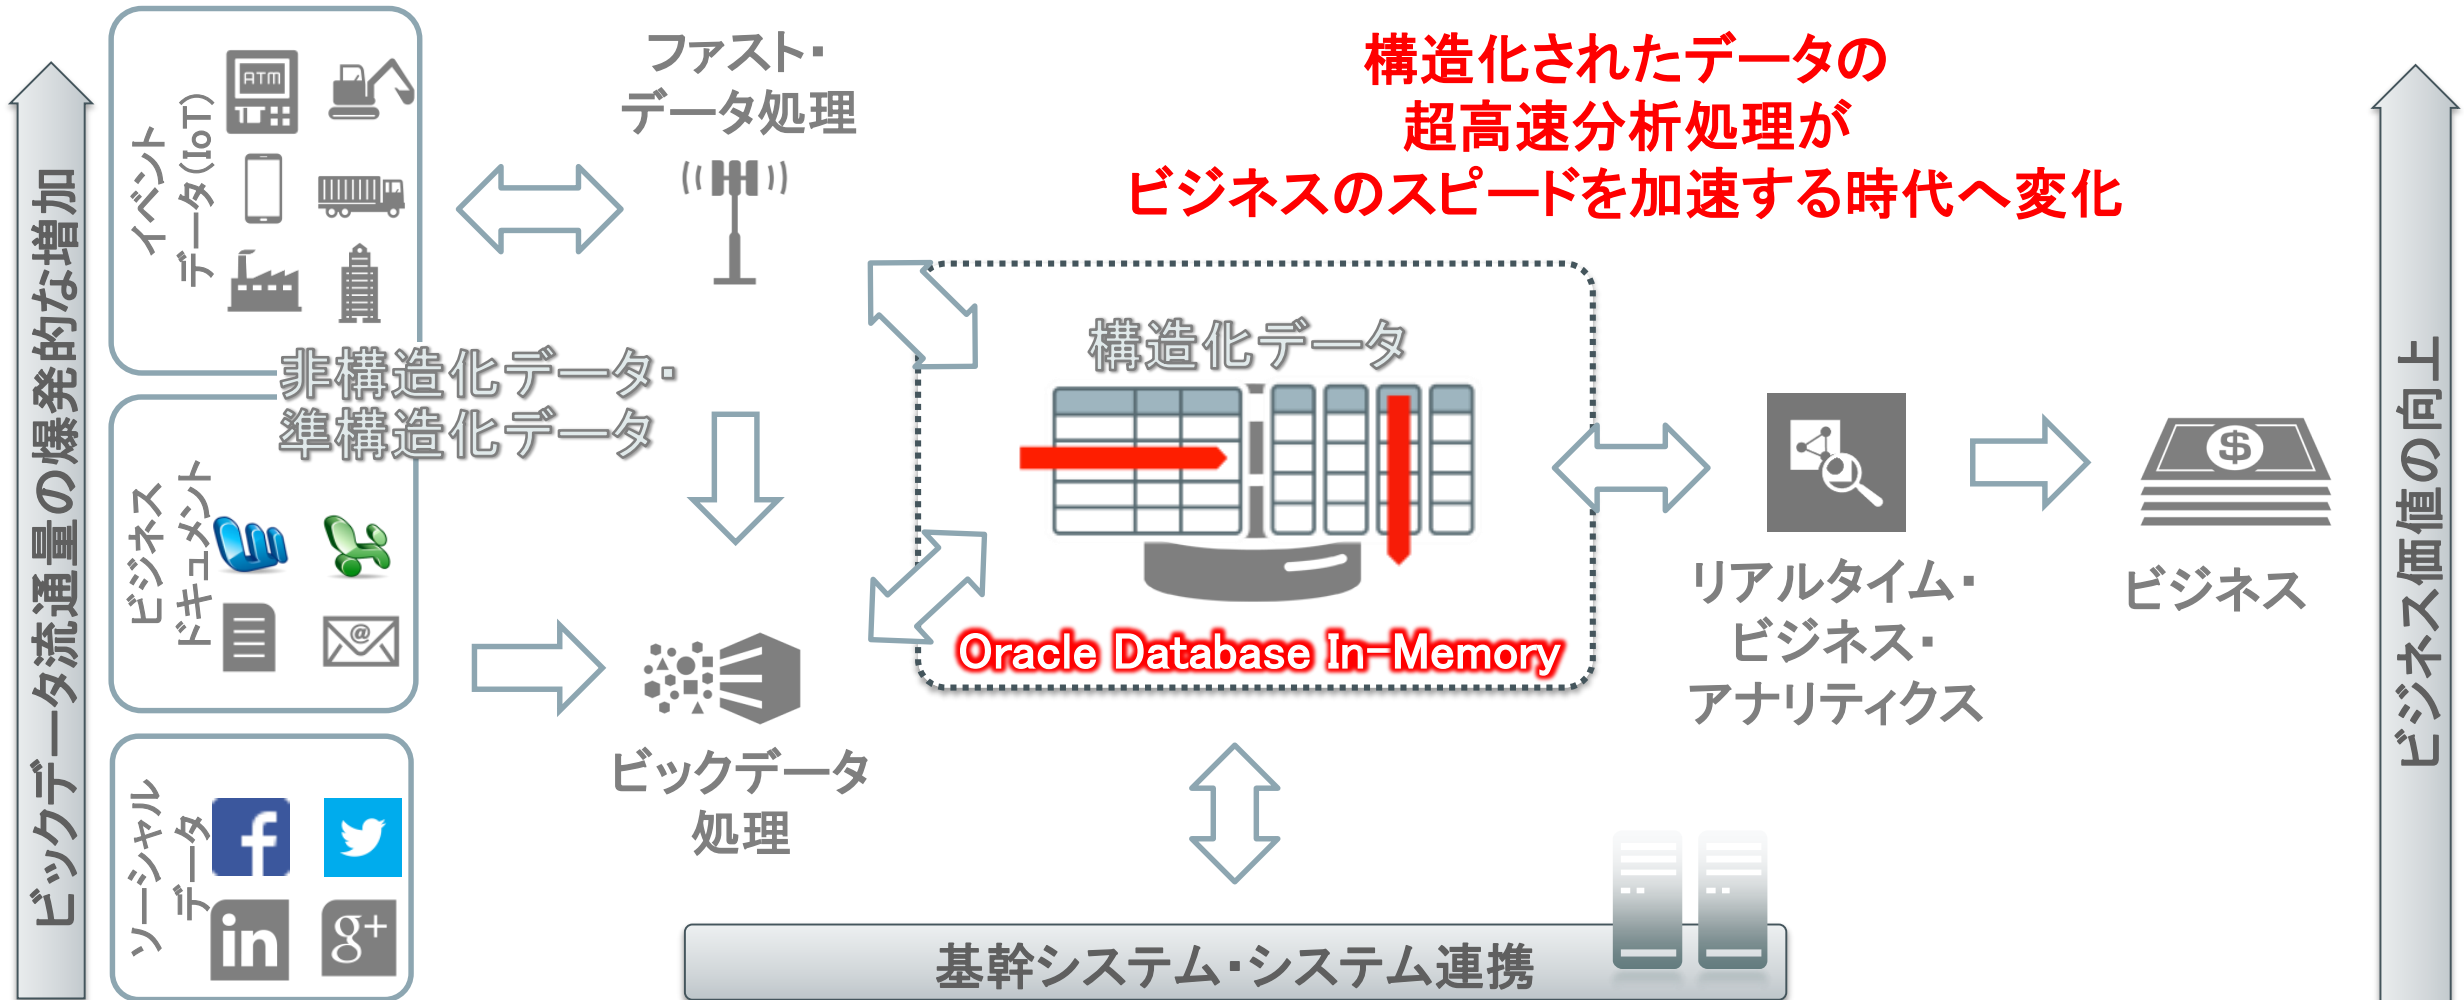 ビックデータ流通量の爆発的な増加
イベント
データ(IoT)
ATM
ファスト・
データ処理
構造化されたデータの
超高速分析処理が
ビジネスのスピードを加速する時代へ変化
非構造化データ・
準構造化データ
構造化データ
ビジネス
ドキュメント
@
Oracle Database In-Memory
$
リアルタイム・
ビジネス・
アナリティクス
ビジネス
ビックデータ
処理
ソーシャル
データ
f
in
g+
基幹システム・システム連携
ビジネス価値の向上